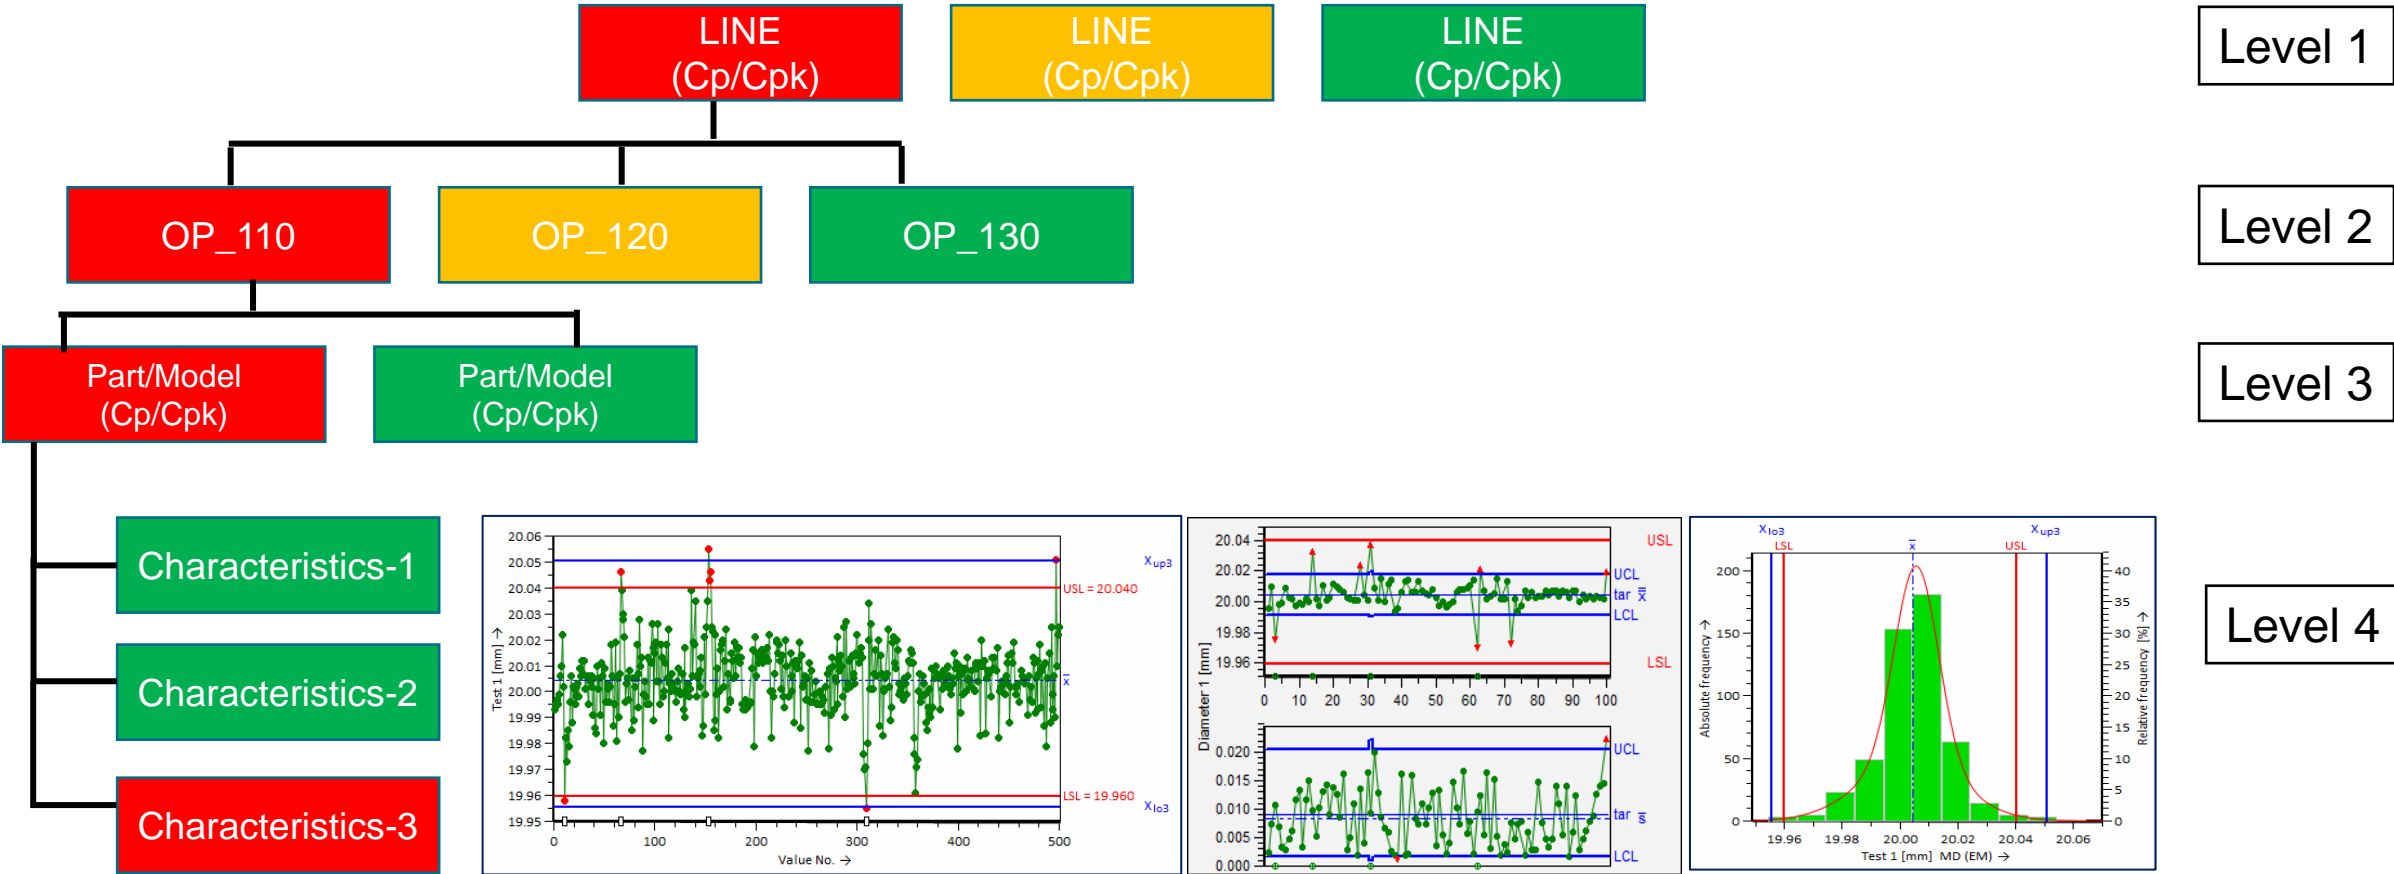 LINE
(Cp/Cpk)
LINE
(Cp/Cpk)
LINE
(Cp/Cpk)
Level 1
OP_110
OP_120
OP_130
Level 2
Part/Model
(Cp/Cpk)
Part/Model
(Cp/Cpk)
Level 3
Characteristics-1
Characteristics-2
Characteristics-3
Test 1 [mm] →
20.06
20.05
20.04
20.03
20.02
20.01
20.00
19.99
19.98
19.97
19.96
19.95
0 100 200 300 400 500
Value No. →
Xup3
USL = 20.040
x̄
LSL = 19.960
Xlo3
Diameter 1 [mm]
20.04
20.02
20.00
19.98
19.96
USL
UCL
tar x̿
LCL
LSL
0 10 20 30 40 50 60 70 80 90 100
0.020
0.015
0.010
0.005
0.000
UCL
tar s̄
LCL
Xlo3 x̄ Xup3
LSL USL
Absolute frequency →
200
150
100
50
0
40
35
30
25
20
15
10
5
0
Relative frequency [%] →
19.96 19.98 20.00 20.02 20.04 20.06
Test 1 [mm] MD (EM) →
Level 4